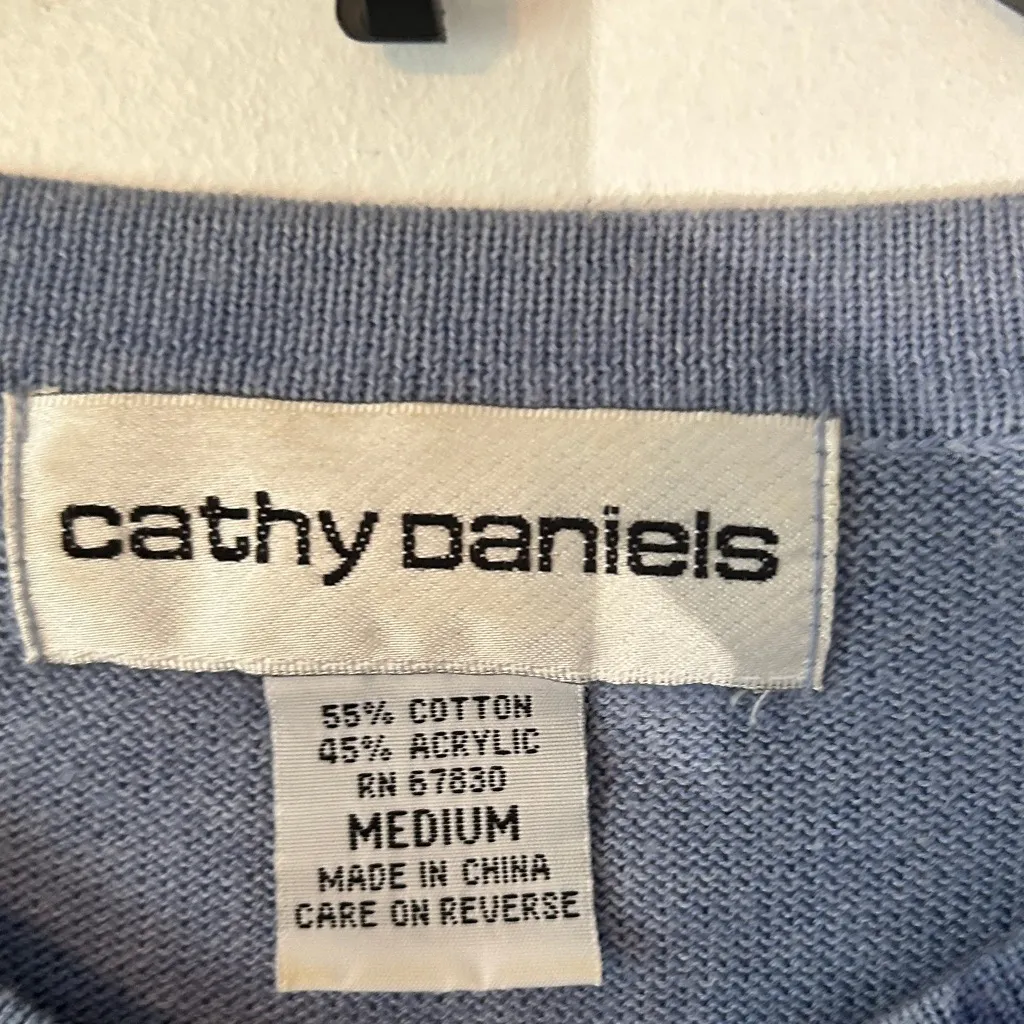 cathy Daniels
55% COTTON
45% ACRYLIC
RN 67830
MEDIUM
MADE IN CHINA
CARE ON REVERSE